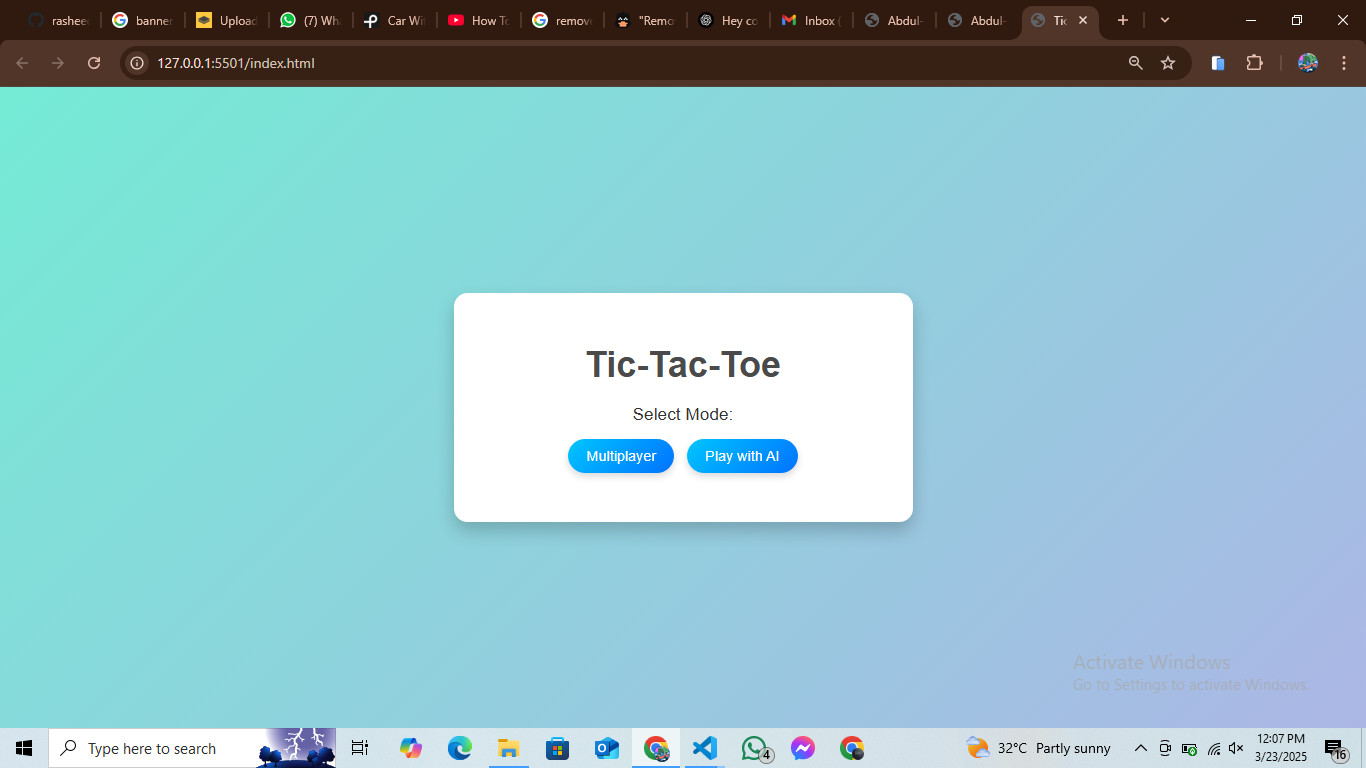 rashee
banner
Upload
(7) Wha
Car Wit
How To
remove
"Remo
Hey co
Inbox (
Abdul-
Abdul-
Tic
127.0.0.1:5501/index.html
Tic-Tac-Toe
Select Mode:
Multiplayer
Play with AI
Activate Windows
Go to Settings to activate Windows.
Type here to search
4
32°C Partly sunny
12:07 PM
3/23/2025
16